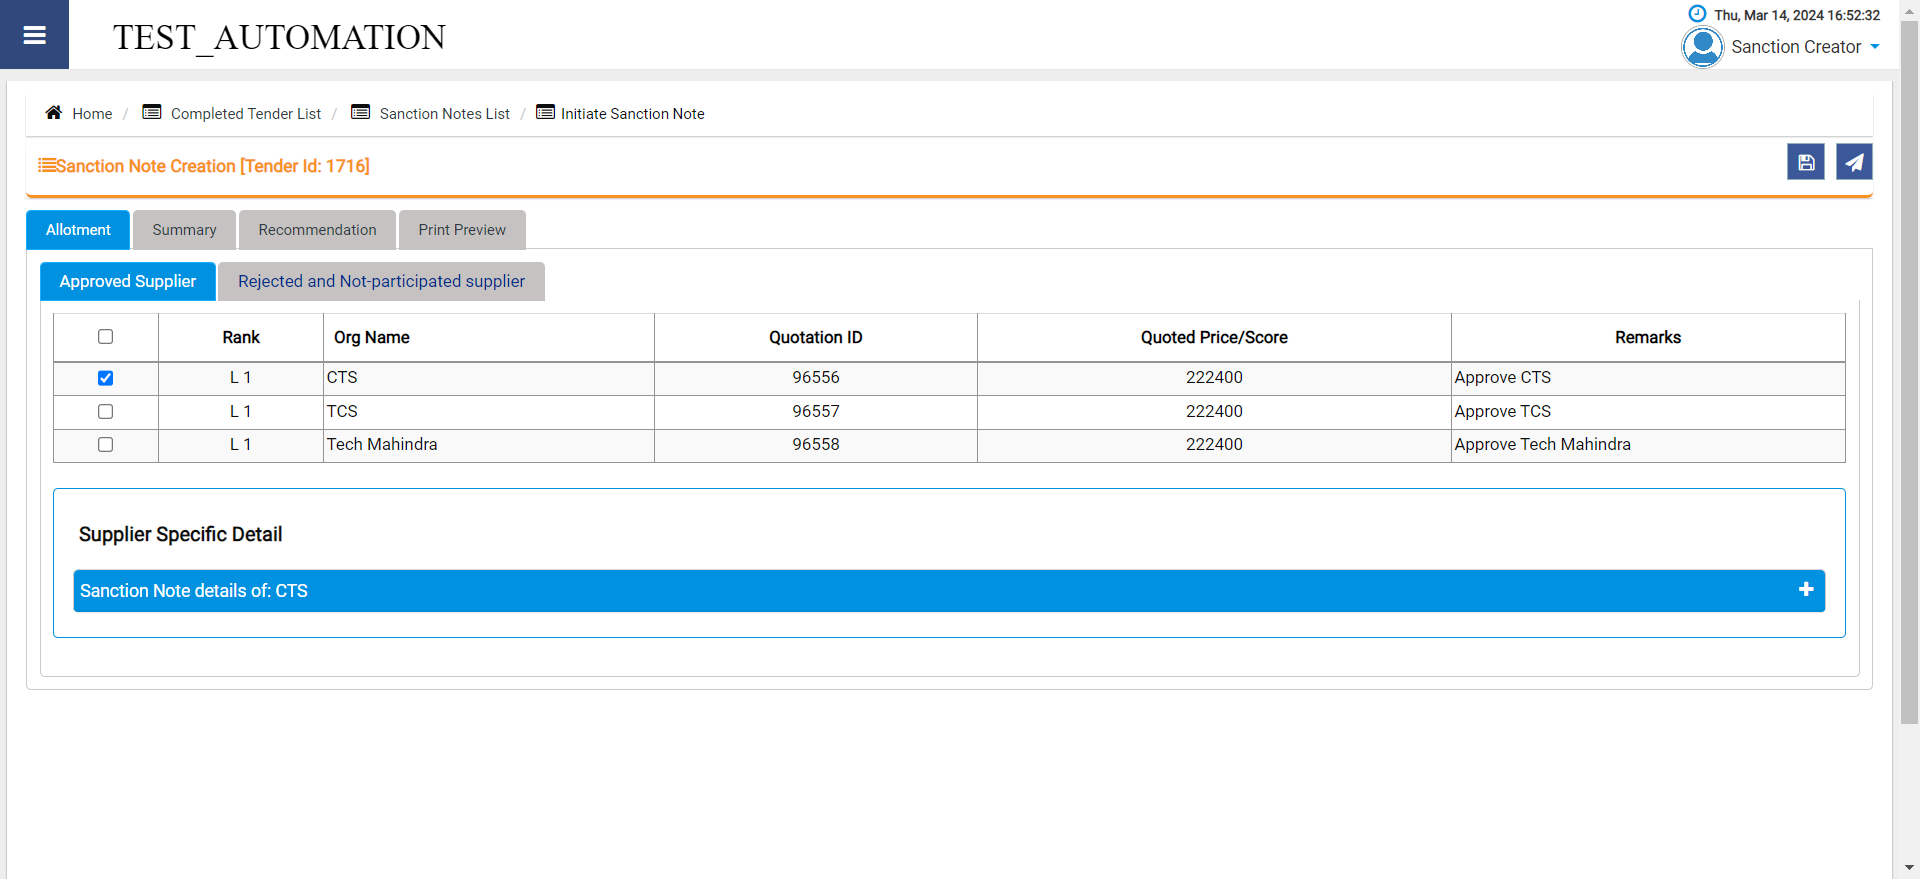 TEST_AUTOMATION
Thu, Mar 14, 2024 16:52:32
Sanction Creator
Home / Completed Tender List / Sanction Notes List / Initiate Sanction Note
Sanction Note Creation [Tender Id: 1716]
Allotment Summary Recommendation Print Preview
Approved Supplier Rejected and Not-participated supplier
Rank Org Name Quotation ID Quoted Price/Score Remarks
L 1 CTS 96556 222400 Approve CTS
L 1 TCS 96557 222400 Approve TCS
L 1 Tech Mahindra 96558 222400 Approve Tech Mahindra
Supplier Specific Detail
Sanction Note details of: CTS